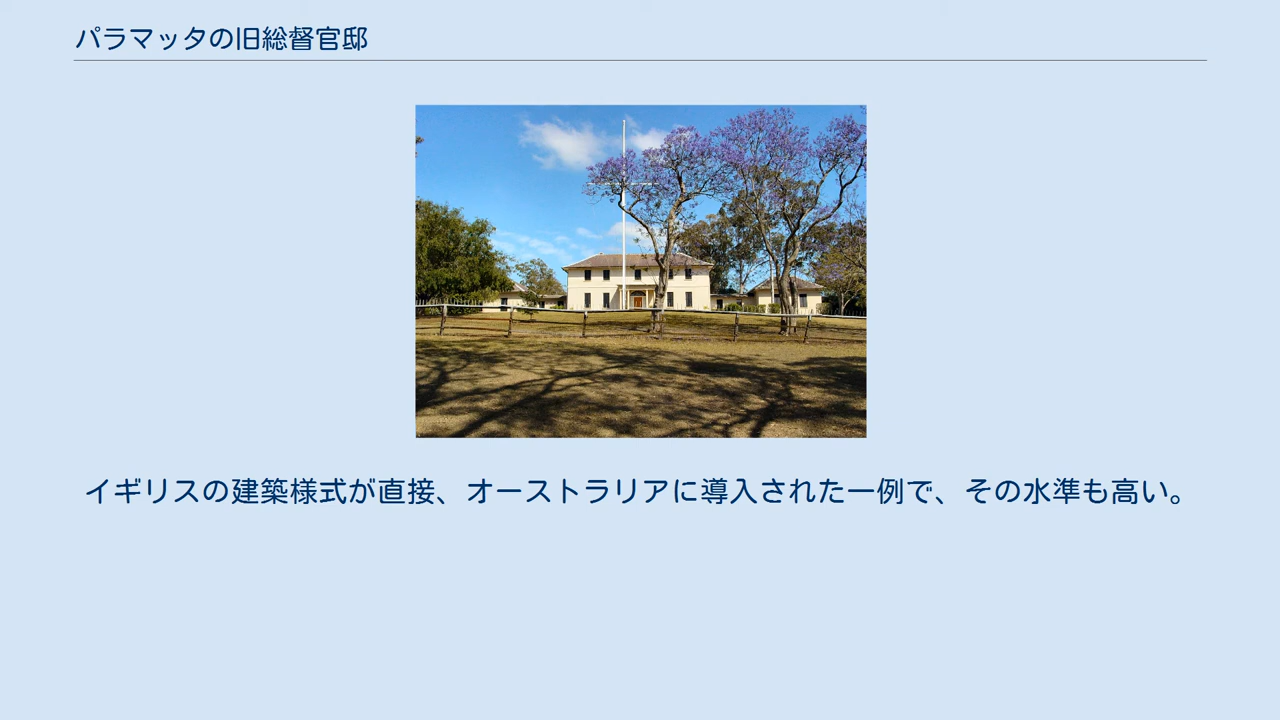 パラマッタの旧総督官邸
イギリスの建築様式が直接、オーストラリアに導入された一例で、その水準も高い。